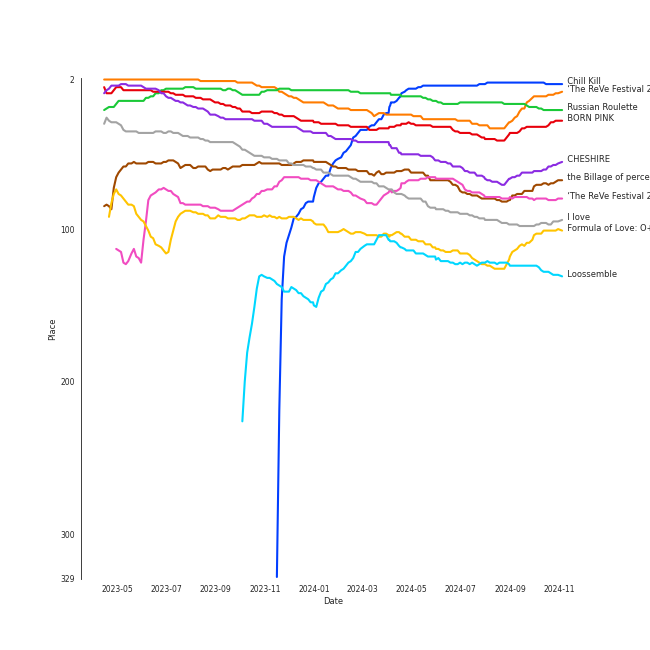 2
100
200
300
329
Place
2023-05
2023-07
2023-09
2023-11
2024-01
2024-03
2024-05
2024-07
2024-09
2024-11
Date
Chill Kill
'The ReVe Festival 2
Russian Roulette
BORN PINK
CHESHIRE
the Billage of perce
'The ReVe Festival 2
I love
Formula of Love: O+
Loossemble